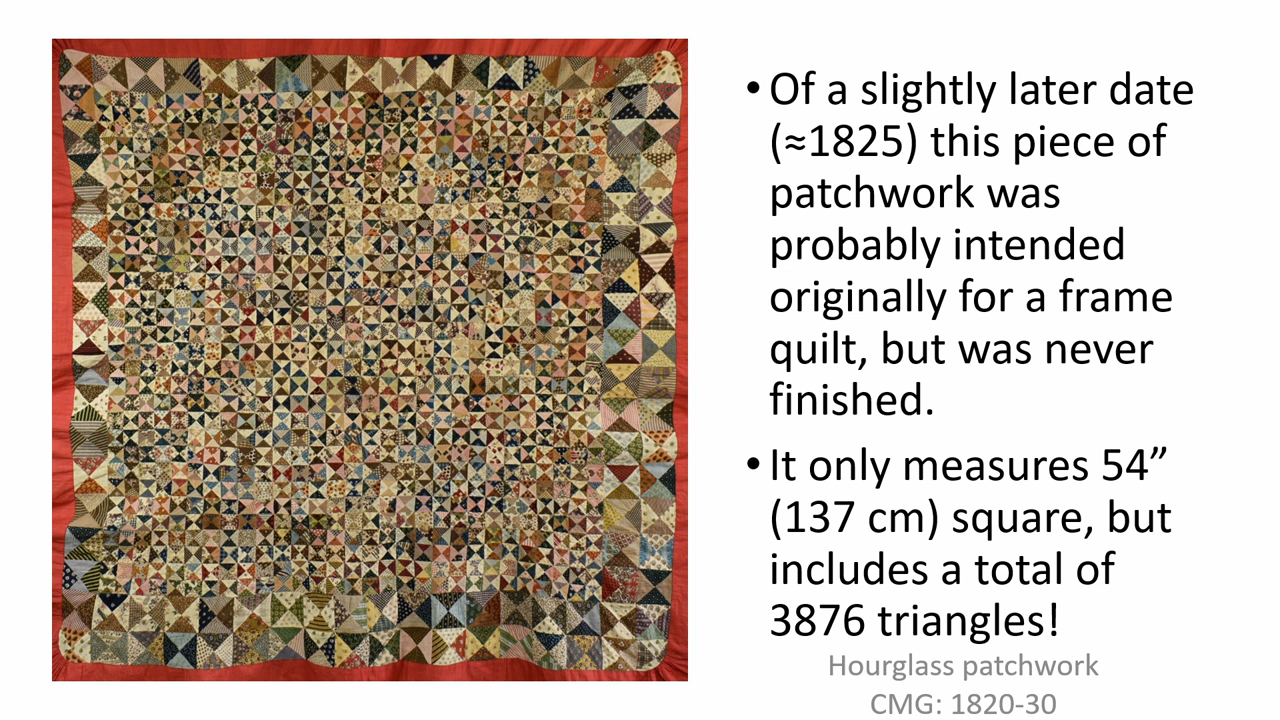 • Of a slightly later date
(≈1825) this piece of
patchwork was
probably intended
originally for a frame
quilt, but was never
finished.
• It only measures 54”
(137 cm) square, but
includes a total of
3876 triangles!
Hourglass patchwork
CMG: 1820-30